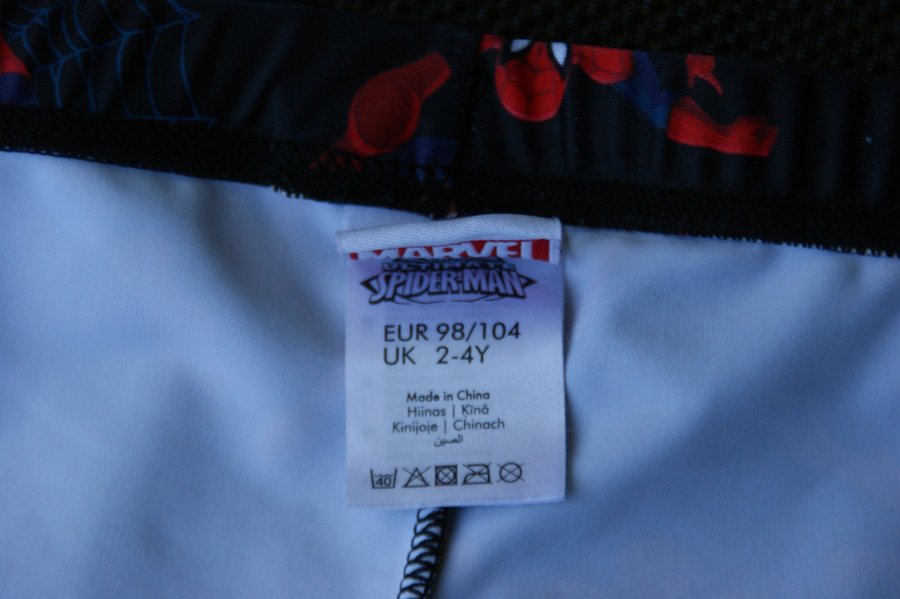 MARVEL
ULTIMATE
SPIDER-MAN
EUR 98/104
UK 2-4Y
Made in China
Hiinas | Ķīnā
Kinijoje | Chinach
الصين
40